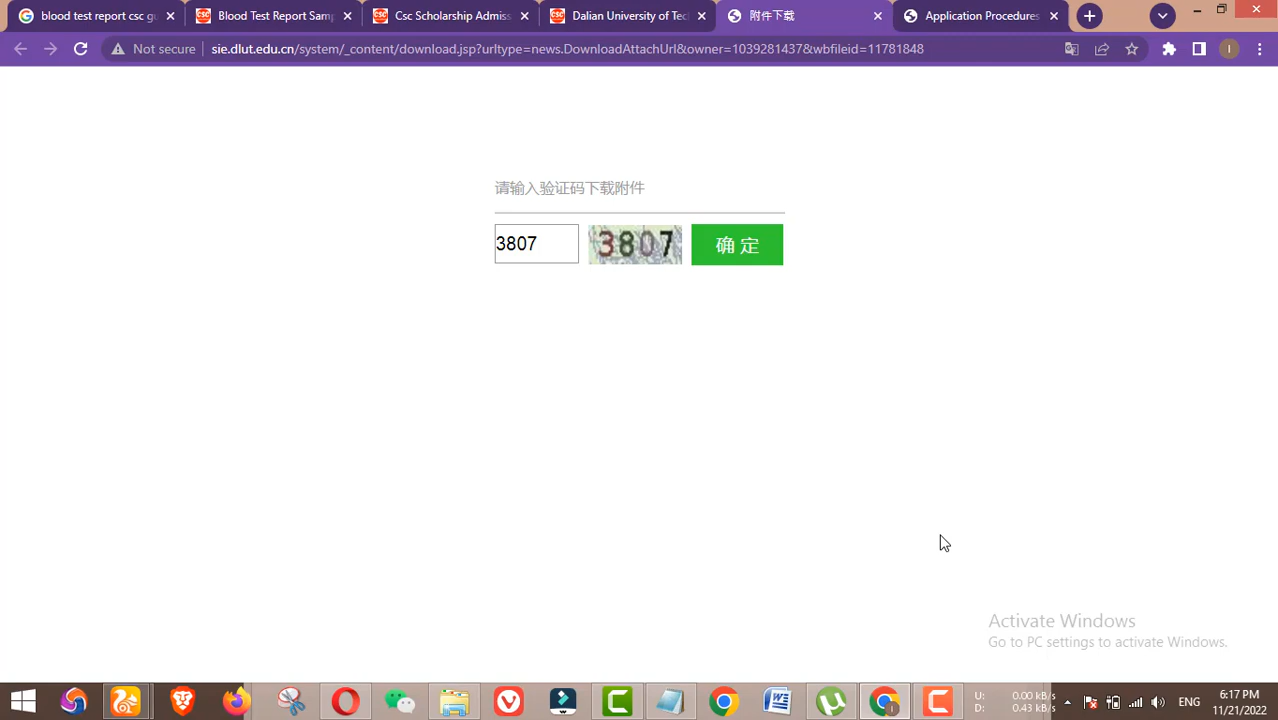 blood test report csc gu
Blood Test Report Sam
Csc Scholarship Admiss
Dalian University of Tec
附件下载
Application Procedures
Not secure
sie.dlut.edu.cn/system/_content/download.jsp?urltype=news.DownloadAttachUrl&owner=1039281437&wbfileid=11781848
请输入验证码下载附件
3807 3807 确 定
Activate Windows
Go to PC settings to activate Windows.
U: 0.00 kB/s
D: 0.43 kB/s
ENG
6:17 PM
11/21/2022